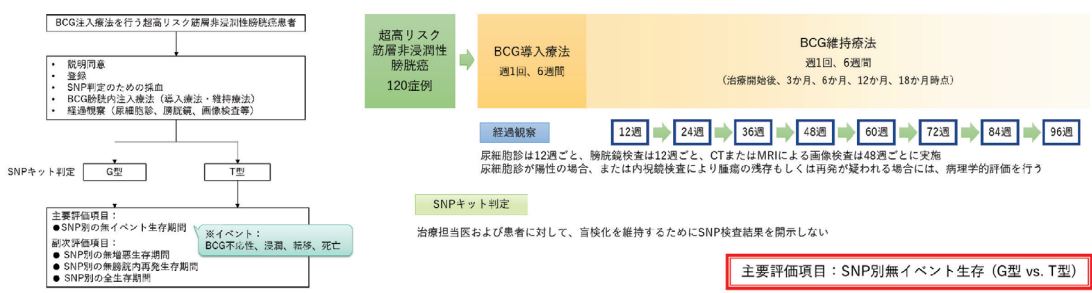 BCG注入療法を行う超高リスク筋層非浸潤性膀胱癌患者
• 説明同意
• 登録
• SNP判定のための採血
• BCG膀胱内注入療法（導入療法・維持療法）
• 経過観察（尿細胞診、膀胱鏡、画像検査等）
SNPキット判定
G型
T型
主要評価項目：
●SNP別の無イベント生存期間
副次評価項目：
● SNP別の無増悪生存期間
● SNP別の無膀胱内再発生存期間
● SNP別の全生存期間
※イベント：
BCG不応性、浸潤、転移、死亡
超高リスク
筋層非浸潤性
膀胱癌
120症例
BCG導入療法
週1回、6週間
BCG維持療法
週1回、6週間
（治療開始後、3か月、6か月、12か月、18か月時点）
経過観察
12週
24週
36週
48週
60週
72週
84週
96週
尿細胞診は12週ごと、膀胱鏡検査は12週ごと、CTまたはMRIによる画像検査は48週ごとに実施
尿細胞診が陽性の場合、または内視鏡検査により腫瘍の残存もしくは再発が疑われる場合には、病理学的評価を行う
SNPキット判定
治療担当医および患者に対して、盲検化を維持するためにSNP検査結果を開示しない
主要評価項目：SNP別無イベント生存（G型 vs. T型）